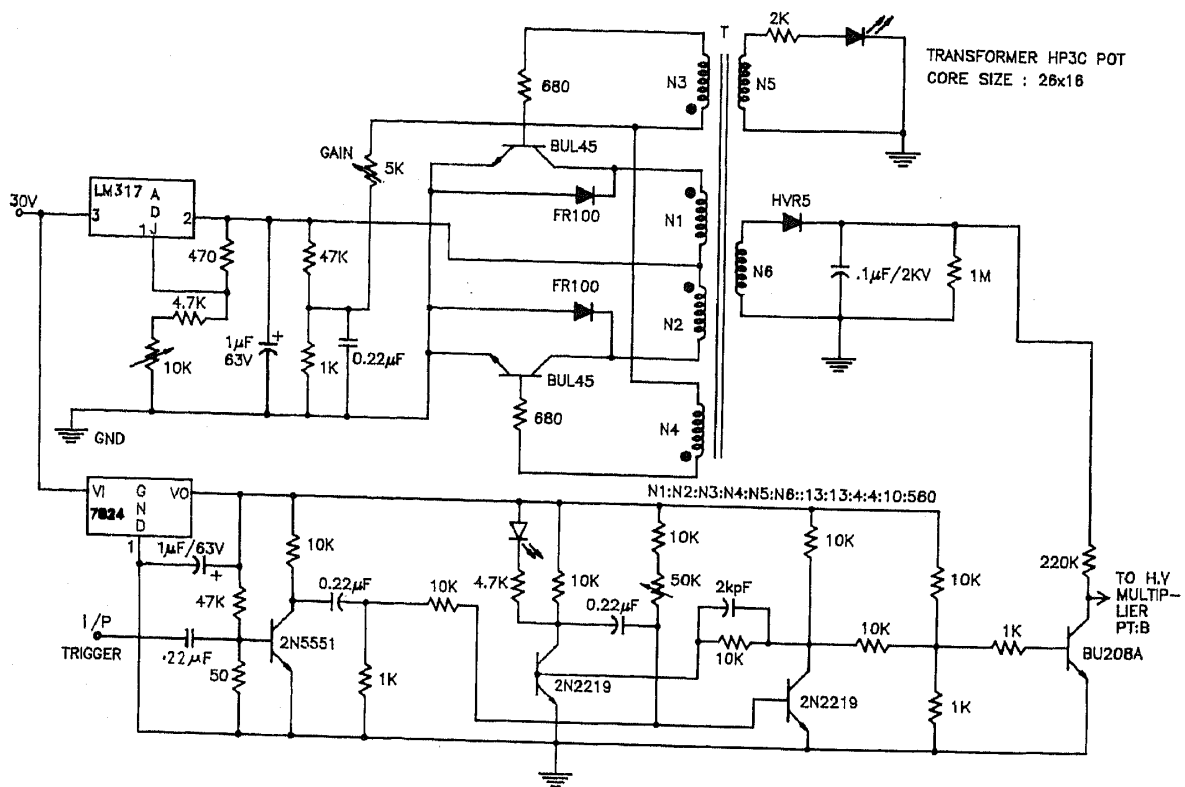 2K
T
TRANSFORMER HP3C POT
CORE SIZE : 26x16
N3
N5
680
BUL45
GAIN
5K
LM317
A
D
J
30V
3
1
2
FR100
N1
HVR5
470
47K
N6
.1µF/2KV
1M
FR100
4.7K
N2
10K
1µF
63V
+
1K
0.22µF
BUL45
680
N4
GND
VI
G
N
D
VO
7824
1
N1:N2:N3:N4:N5:N6::13:13:4:4:10:560
1µF/63V
+
10K
10K
10K
220K
TO H.V
MULTIP-
LIER
PT:B
0.22µF
10K
4.7K
10K
50K
2kpF
10K
47K
0.22µF
I/P
TRIGGER
.22µF
2N5551
10K
10K
1K
BU208A
50
1K
2N2219
2N2219
1K